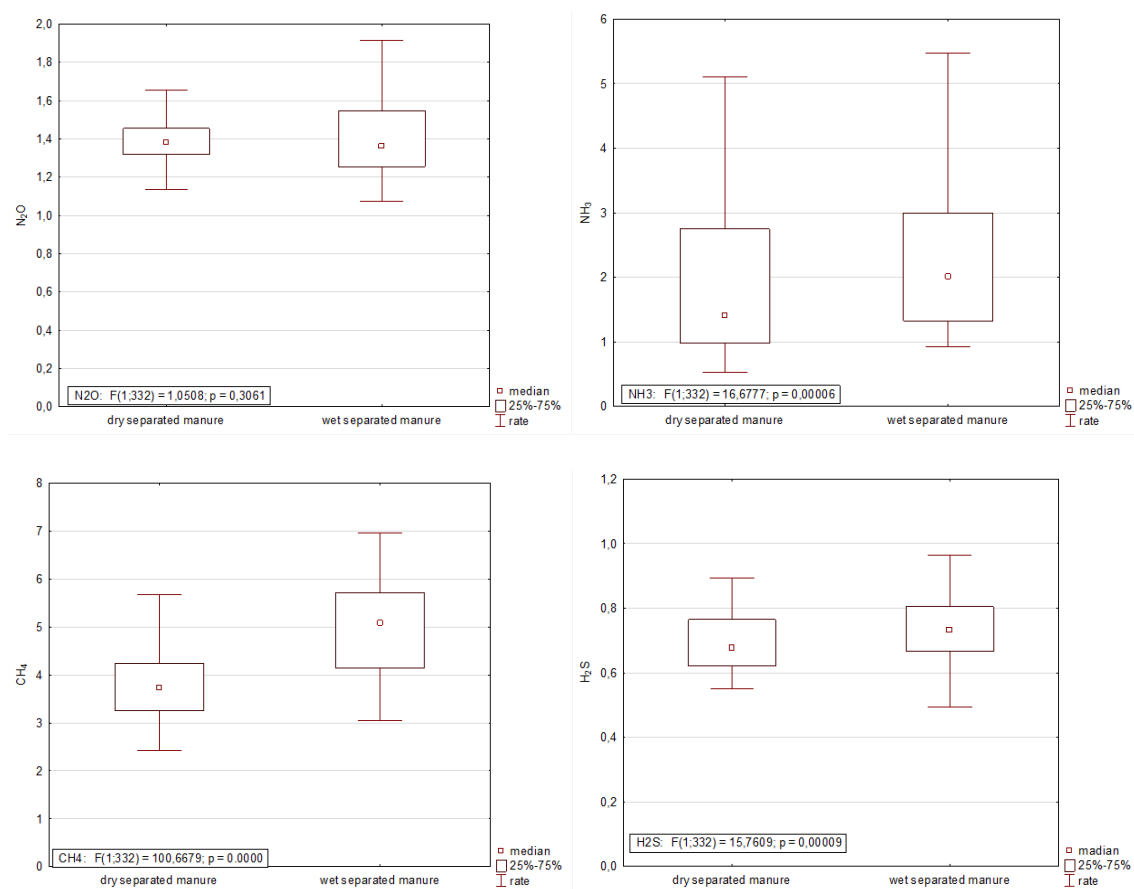 2,0
1,8
1,6
1,4
1,2
1,0
0,8
0,6
0,4
0,2
0,0
N₂O
N2O: F(1;332) = 1,0508; p = 0,3061
dry separated manure wet separated manure
median
25%-75%
rate
6
5
4
3
2
1
0
NH₃
NH3: F(1;332) = 16,6777; p = 0,00006
dry separated manure wet separated manure
median
25%-75%
rate
8
7
6
5
4
3
2
1
0
CH₄
CH4: F(1;332) = 100,6679; p = 0.0000
dry separated manure wet separated manure
median
25%-75%
rate
1,2
1,0
0,8
0,6
0,4
0,2
0,0
H₂S
H2S: F(1;332) = 15,7609; p = 0,00009
dry separated manure wet separated manure
median
25%-75%
rate